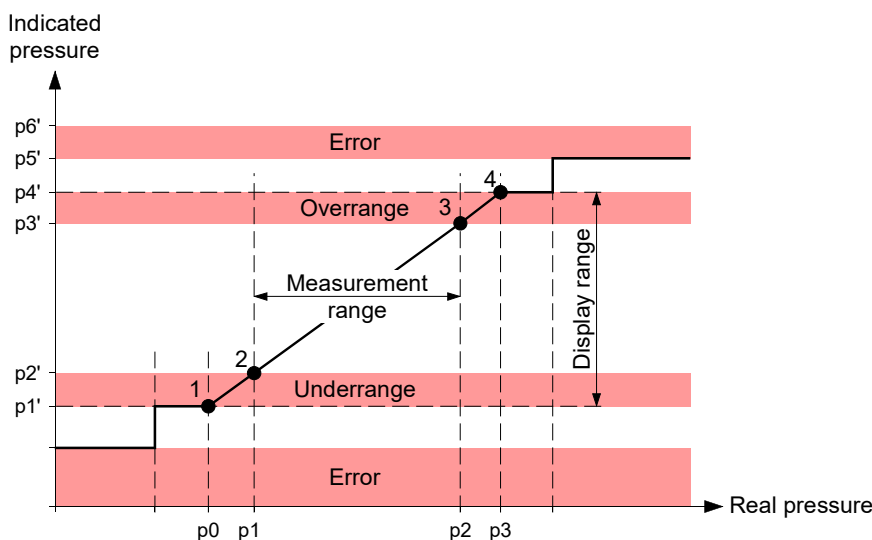 Indicated
pressure
p6'
Error
p5'
p4'
4
Overrange
3
p3'
Measurement
range
Display range
p2'
2
1
Underrange
p1'
Error
Real pressure
p0
p1
p2
p3